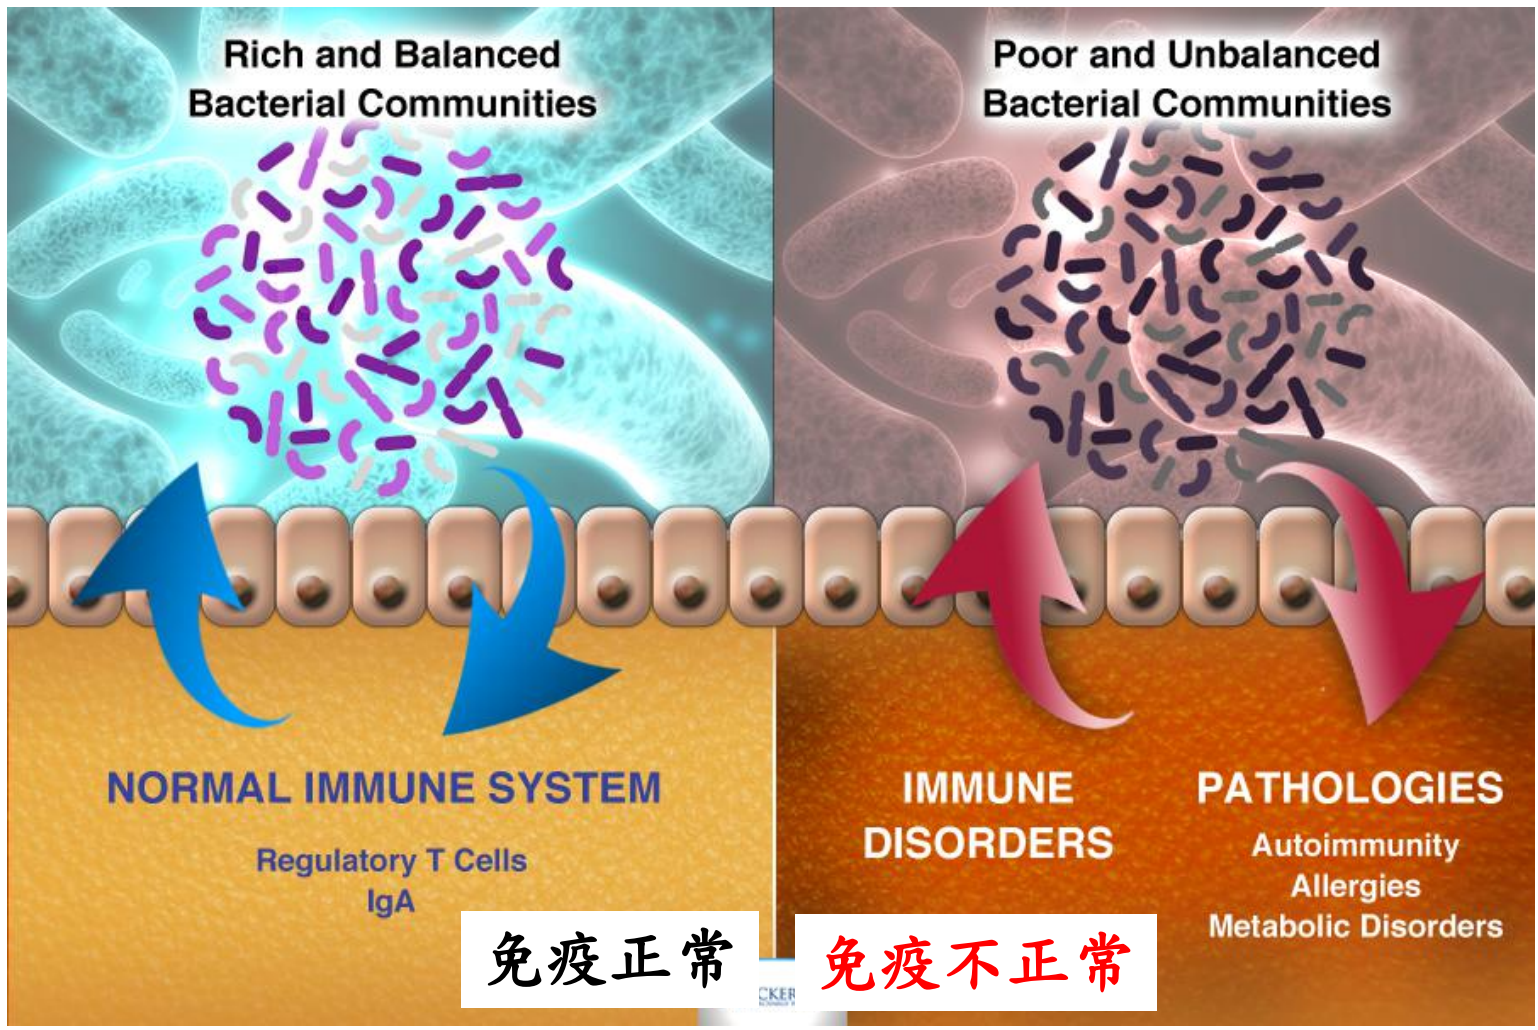 Rich and Balanced
Bacterial Communities
NORMAL IMMUNE SYSTEM
Regulatory T Cells
IgA
免疫正常
Poor and Unbalanced
Bacterial Communities
IMMUNE
DISORDERS
PATHOLOGIES
Autoimmunity
Allergies
Metabolic Disorders
免疫不正常
CKER